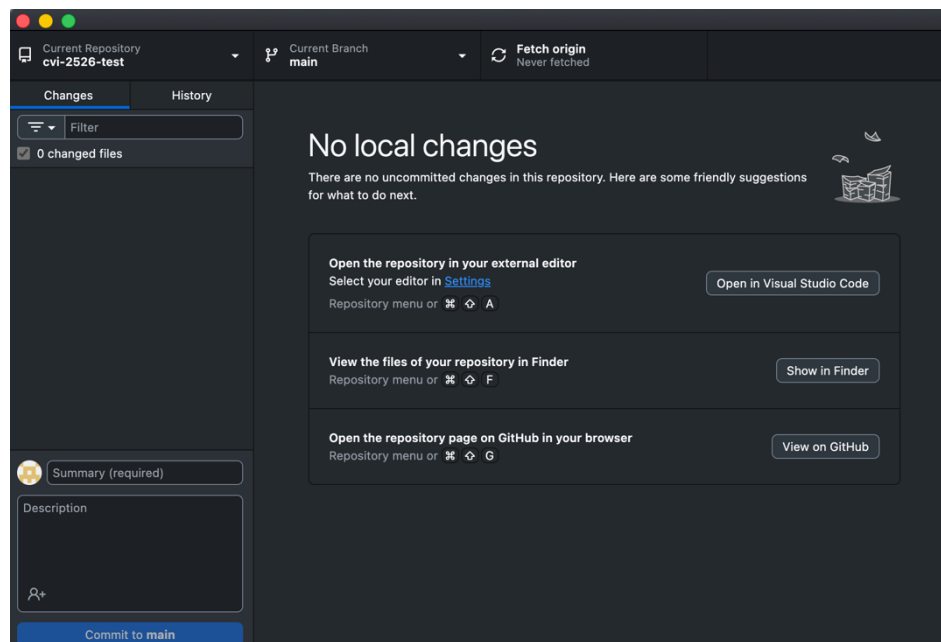 Current Repository
cvi-2526-test
Current Branch
main
Fetch origin
Never fetched
Changes
History
Filter
0 changed files
No local changes
There are no uncommitted changes in this repository. Here are some friendly suggestions
for what to do next.
Open the repository in your external editor
Select your editor in Settings
Repository menu or ⌘ ⇧ A
Open in Visual Studio Code
View the files of your repository in Finder
Repository menu or ⌘ ⇧ F
Show in Finder
Open the repository page on GitHub in your browser
Repository menu or ⌘ ⇧ G
View on GitHub
Summary (required)
Description
Commit to main